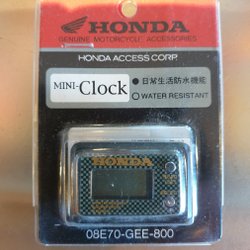 HONDA
GENUINE MOTORCYCLE ACCESSORIES
HONDA ACCESS CORP.
MINI-Clock
●日常生活防水機能
○WATER RESISTANT
HONDA
08E70-GEE-800